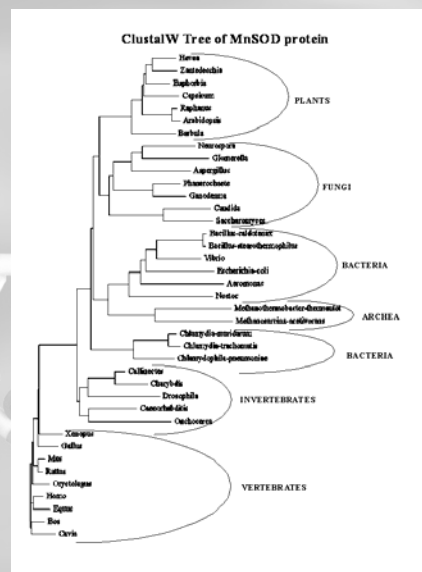 ClustalW Tree of MnSOD protein
Hevea
Zantedeschia
Euphorbia
Capsicum
Raphanus
Arabidopsis
Barbula
PLANTS
Neurospora
Glomerella
Aspergillus
Phanerochaete
Ganoderma
Candida
Saccharomyces
FUNGI
Bacillus-caldotenax
Bacillus-stearothermophilus
Vibrio
Escherichia-coli
Aeromonas
Nostoc
BACTERIA
Methanosarcina-acetivorans
ARCHEA
Chlamydia-muridarum
Chlamydia-trachomatis
Chlamydophila-pneumoniae
BACTERIA
Callinectes
Charybdis
Drosophila
Caenorhabditis
Onchocerca
INVERTEBRATES
Xenopus
Gallus
Mus
Rattus
Oryctolagus
Homo
Equus
Bos
Cavia
VERTEBRATES